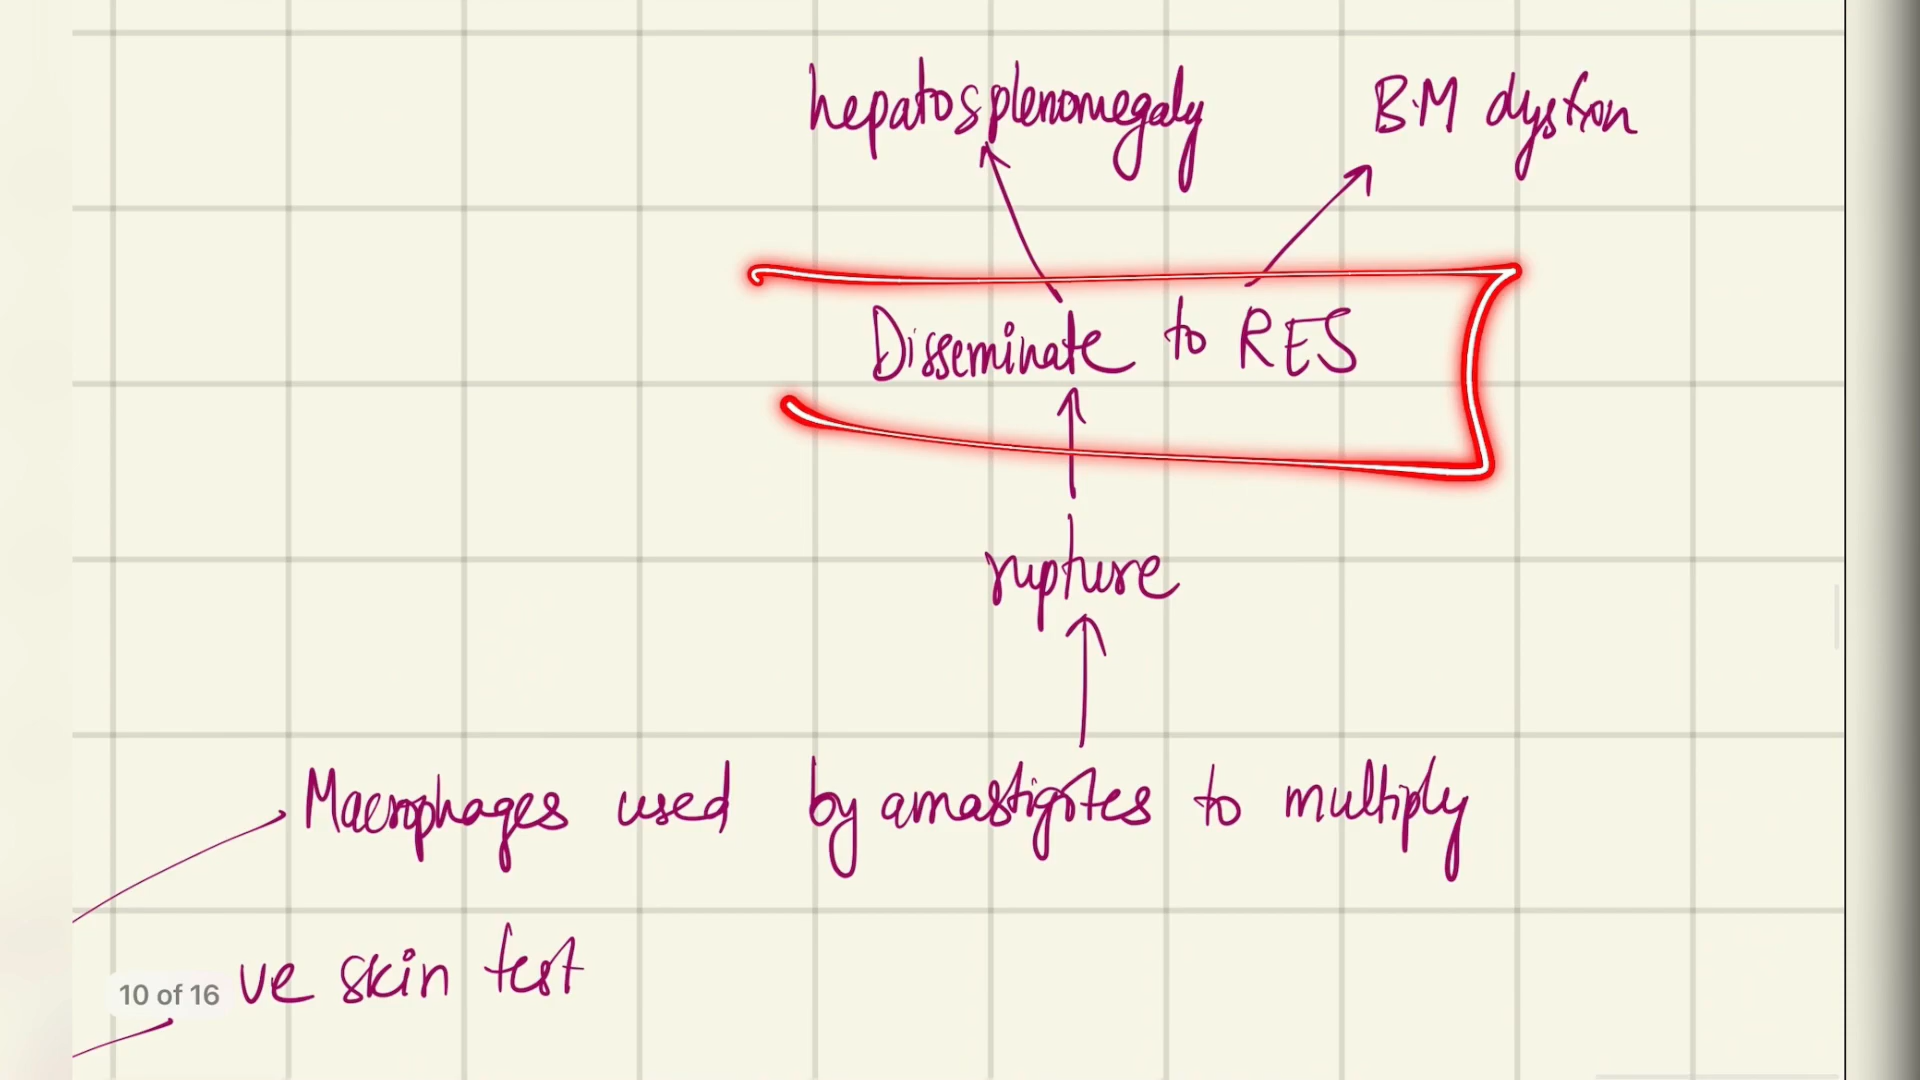 hepatosplenomegaly B.M dysfxn
Disseminate to RES
rupture
Macrophages used by amastigotes to multiply
ve skin test
10 of 16